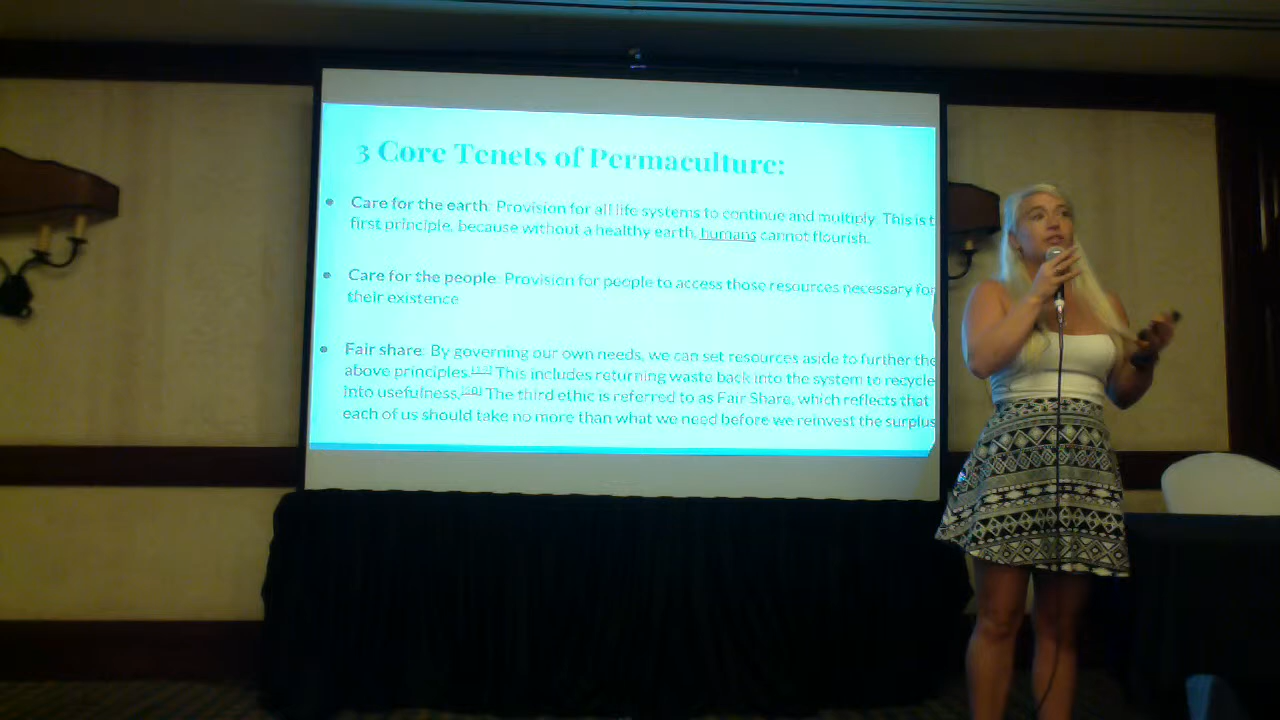 3 Core Tenets of Permaculture:
Care for the earth: Provision for all life systems to continue and multiply. This is t
first principle, because without a healthy earth, humans cannot flourish.
Care for the people: Provision for people to access those resources necessary for
their existence
Fair share: By governing our own needs, we can set resources aside to further the
above principles. This includes returning waste back into the system to recycle
into usefulness. The third ethic is referred to as Fair Share, which reflects that
each of us should take no more than what we need before we reinvest the surplus